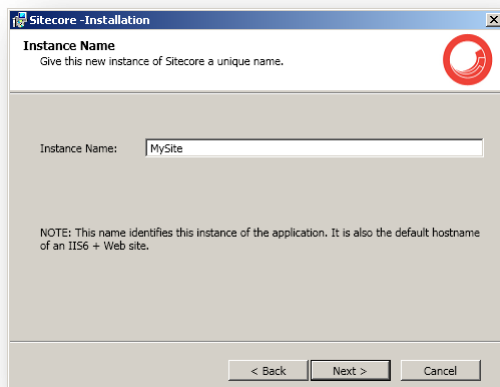 Sitecore -Installation
Instance Name
Give this new instance of Sitecore a unique name.
Instance Name: MySite
NOTE: This name identifies this instance of the application. It is also the default hostname
of an IIS6 + Web site.
< Back Next > Cancel